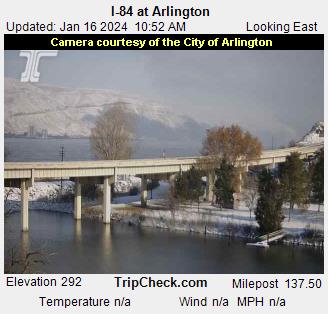 I-84 at Arlington
Updated: Jan 16 2024 10:52 AM Looking East
Camera courtesy of the City of Arlington
Elevation 292 TripCheck.com Milepost 137.50
Temperature n/a Wind n/a MPH n/a